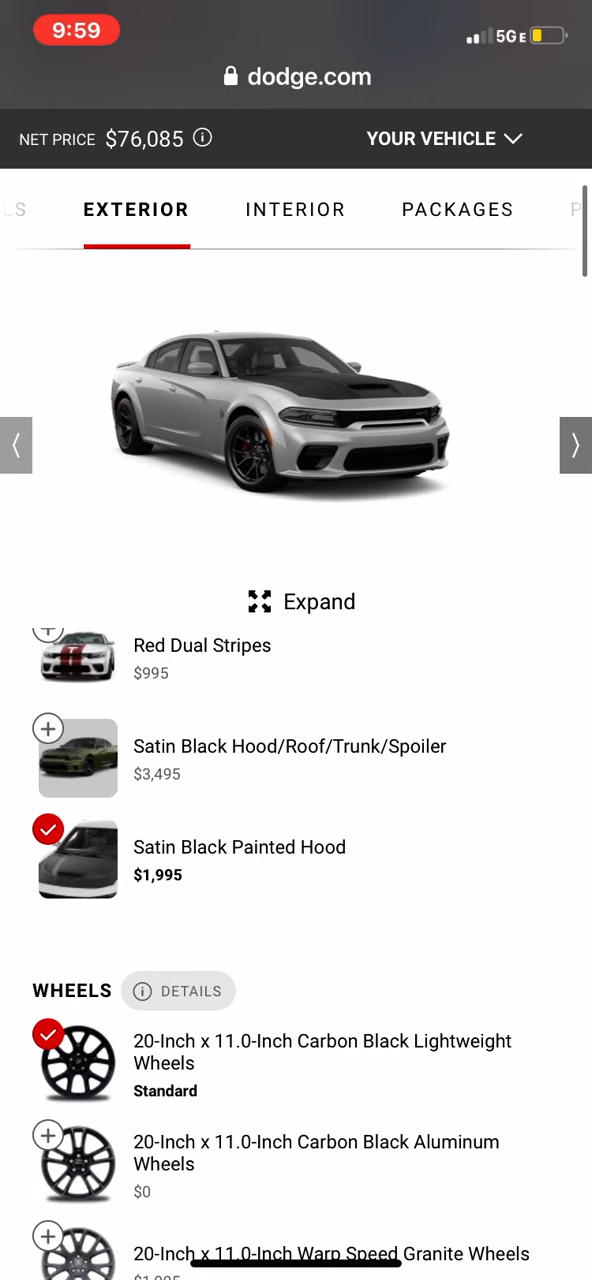 9:59
5GE
dodge.com
NET PRICE $76,085
YOUR VEHICLE
LS
EXTERIOR
INTERIOR
PACKAGES
P
Expand
Red Dual Stripes
$995
Satin Black Hood/Roof/Trunk/Spoiler
$3,495
Satin Black Painted Hood
$1,995
WHEELS
DETAILS
20-Inch x 11.0-Inch Carbon Black Lightweight
Wheels
Standard
20-Inch x 11.0-Inch Carbon Black Aluminum
Wheels
$0
20-Inch x 11.0-Inch Warp Speed Granite Wheels